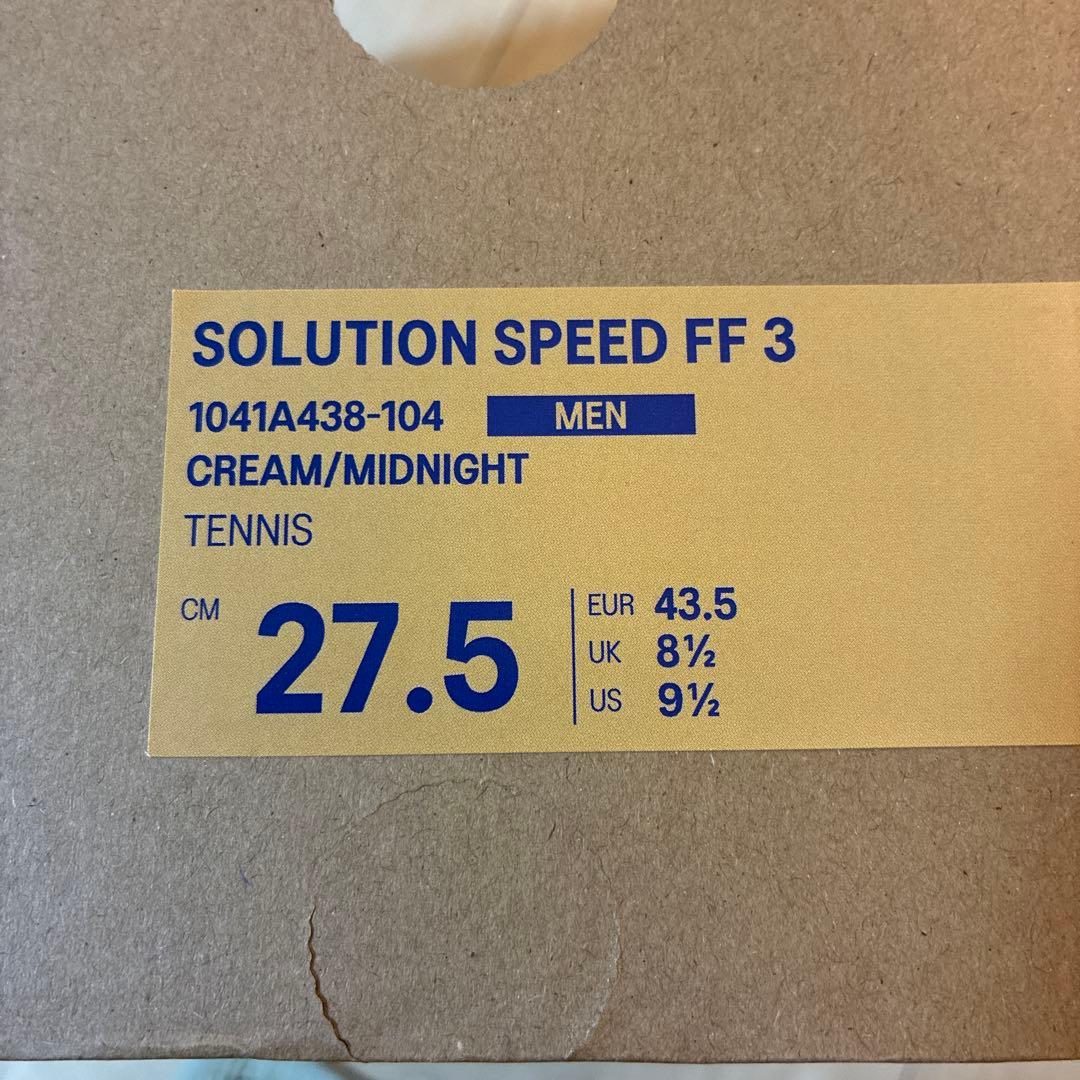 SOLUTION SPEED FF 3
1041A438-104 MEN
CREAM/MIDNIGHT
TENNIS
CM 27.5
EUR 43.5
UK 8½
US 9½